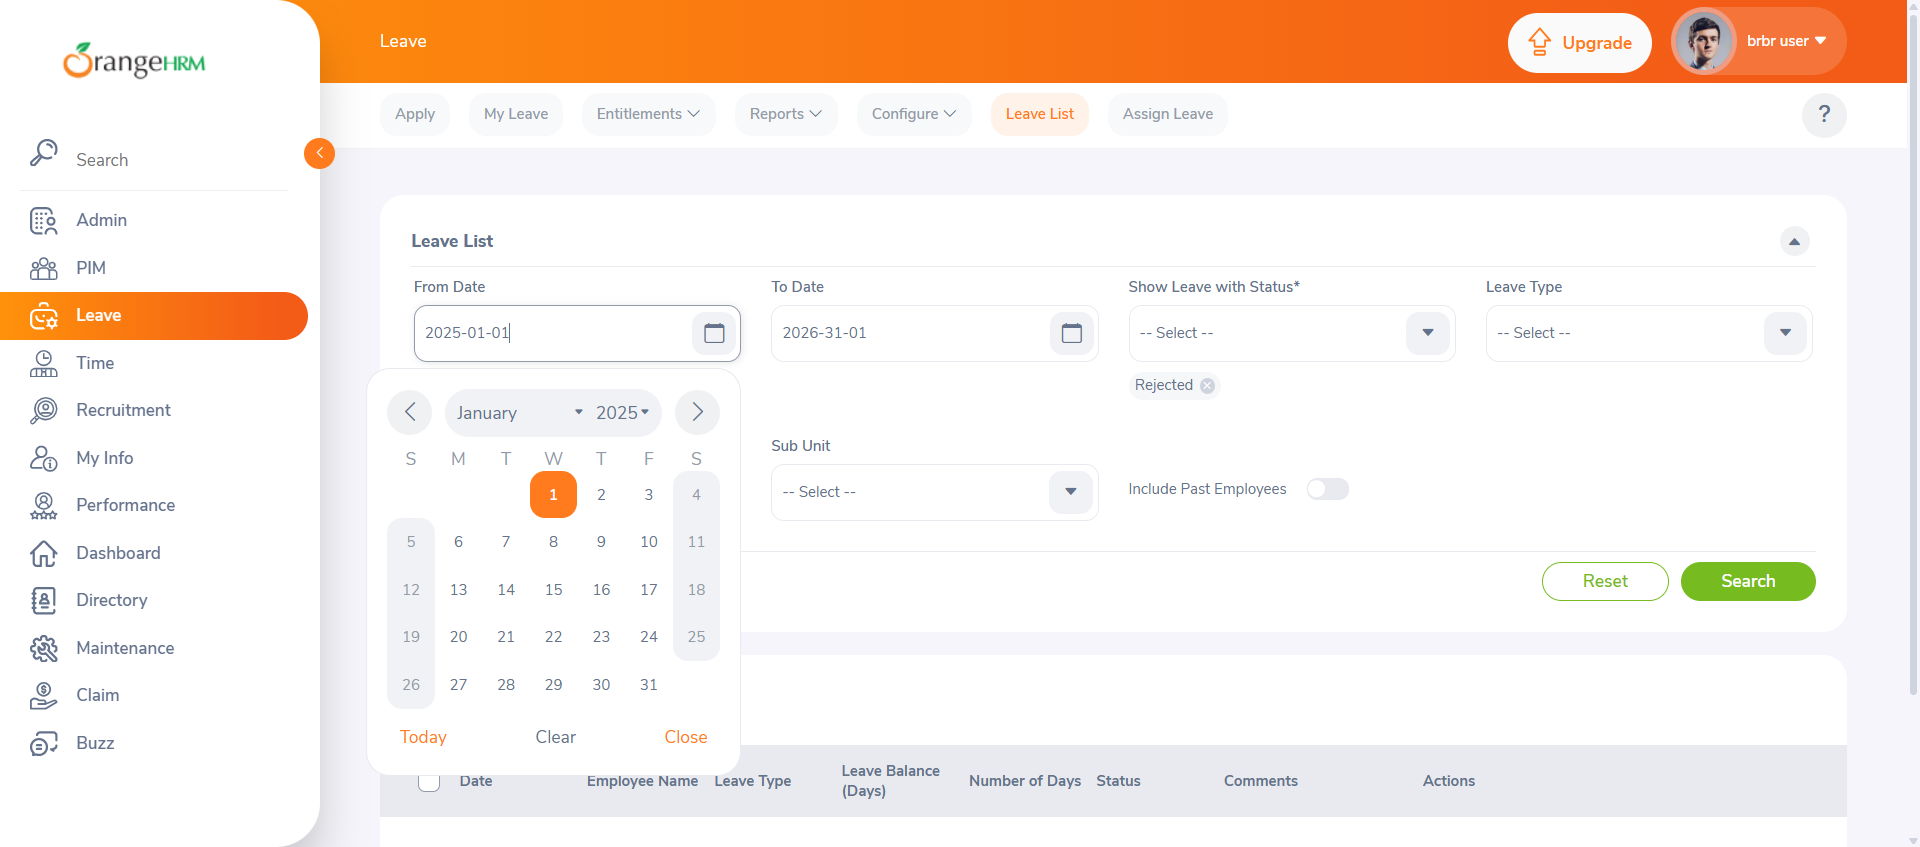 OrangeHRM
Leave
Upgrade
brbr user
Apply
My Leave
Entitlements
Reports
Configure
Leave List
Assign Leave
?
Search
Admin
PIM
Leave
Time
Recruitment
My Info
Performance
Dashboard
Directory
Maintenance
Claim
Buzz
Leave List
From Date
To Date
Show Leave with Status*
Leave Type
2025-01-01
2026-31-01
-- Select --
-- Select --
Rejected
January 2025
S M T W T F S
1 2 3 4
5 6 7 8 9 10 11
12 13 14 15 16 17 18
19 20 21 22 23 24 25
26 27 28 29 30 31
Today Clear Close
Sub Unit
-- Select --
Include Past Employees
Reset
Search
Date
Employee Name
Leave Type
Leave Balance
(Days)
Number of Days
Status
Comments
Actions